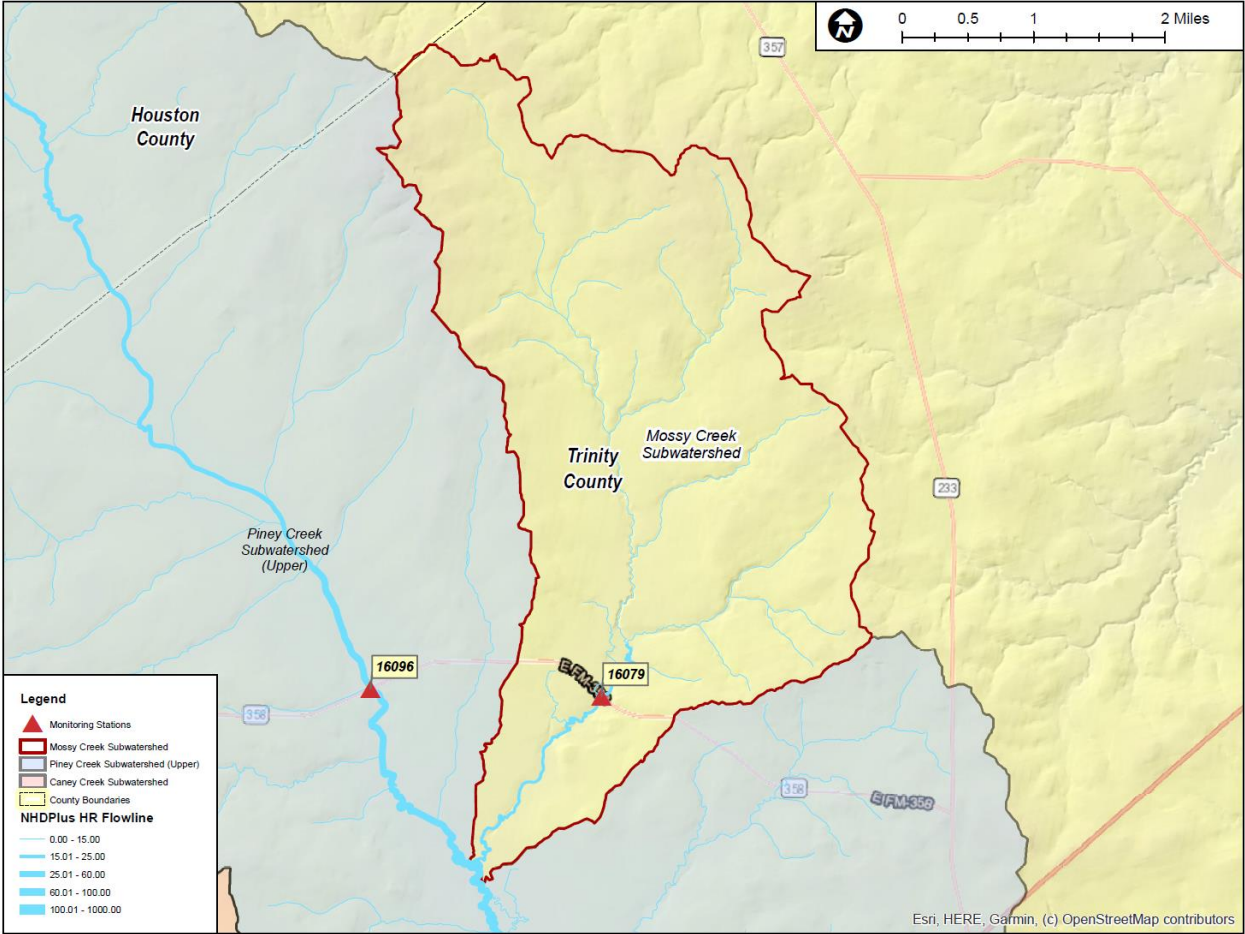 N
0 0.5 1 2 Miles
357
Houston
County
Mossy Creek
Subwatershed
Trinity
County
233
Piney Creek
Subwatershed
(Upper)
16096
E FM-35
16079
358
358
E FM-358
Legend
Monitoring Stations
Mossy Creek Subwatershed
Piney Creek Subwatershed (Upper)
Caney Creek Subwatershed
County Boundaries
NHDPlus HR Flowline
0.00 - 15.00
15.01 - 25.00
25.01 - 60.00
60.01 - 100.00
100.01 - 1000.00
Esri, HERE, Garmin, (c) OpenStreetMap contributors